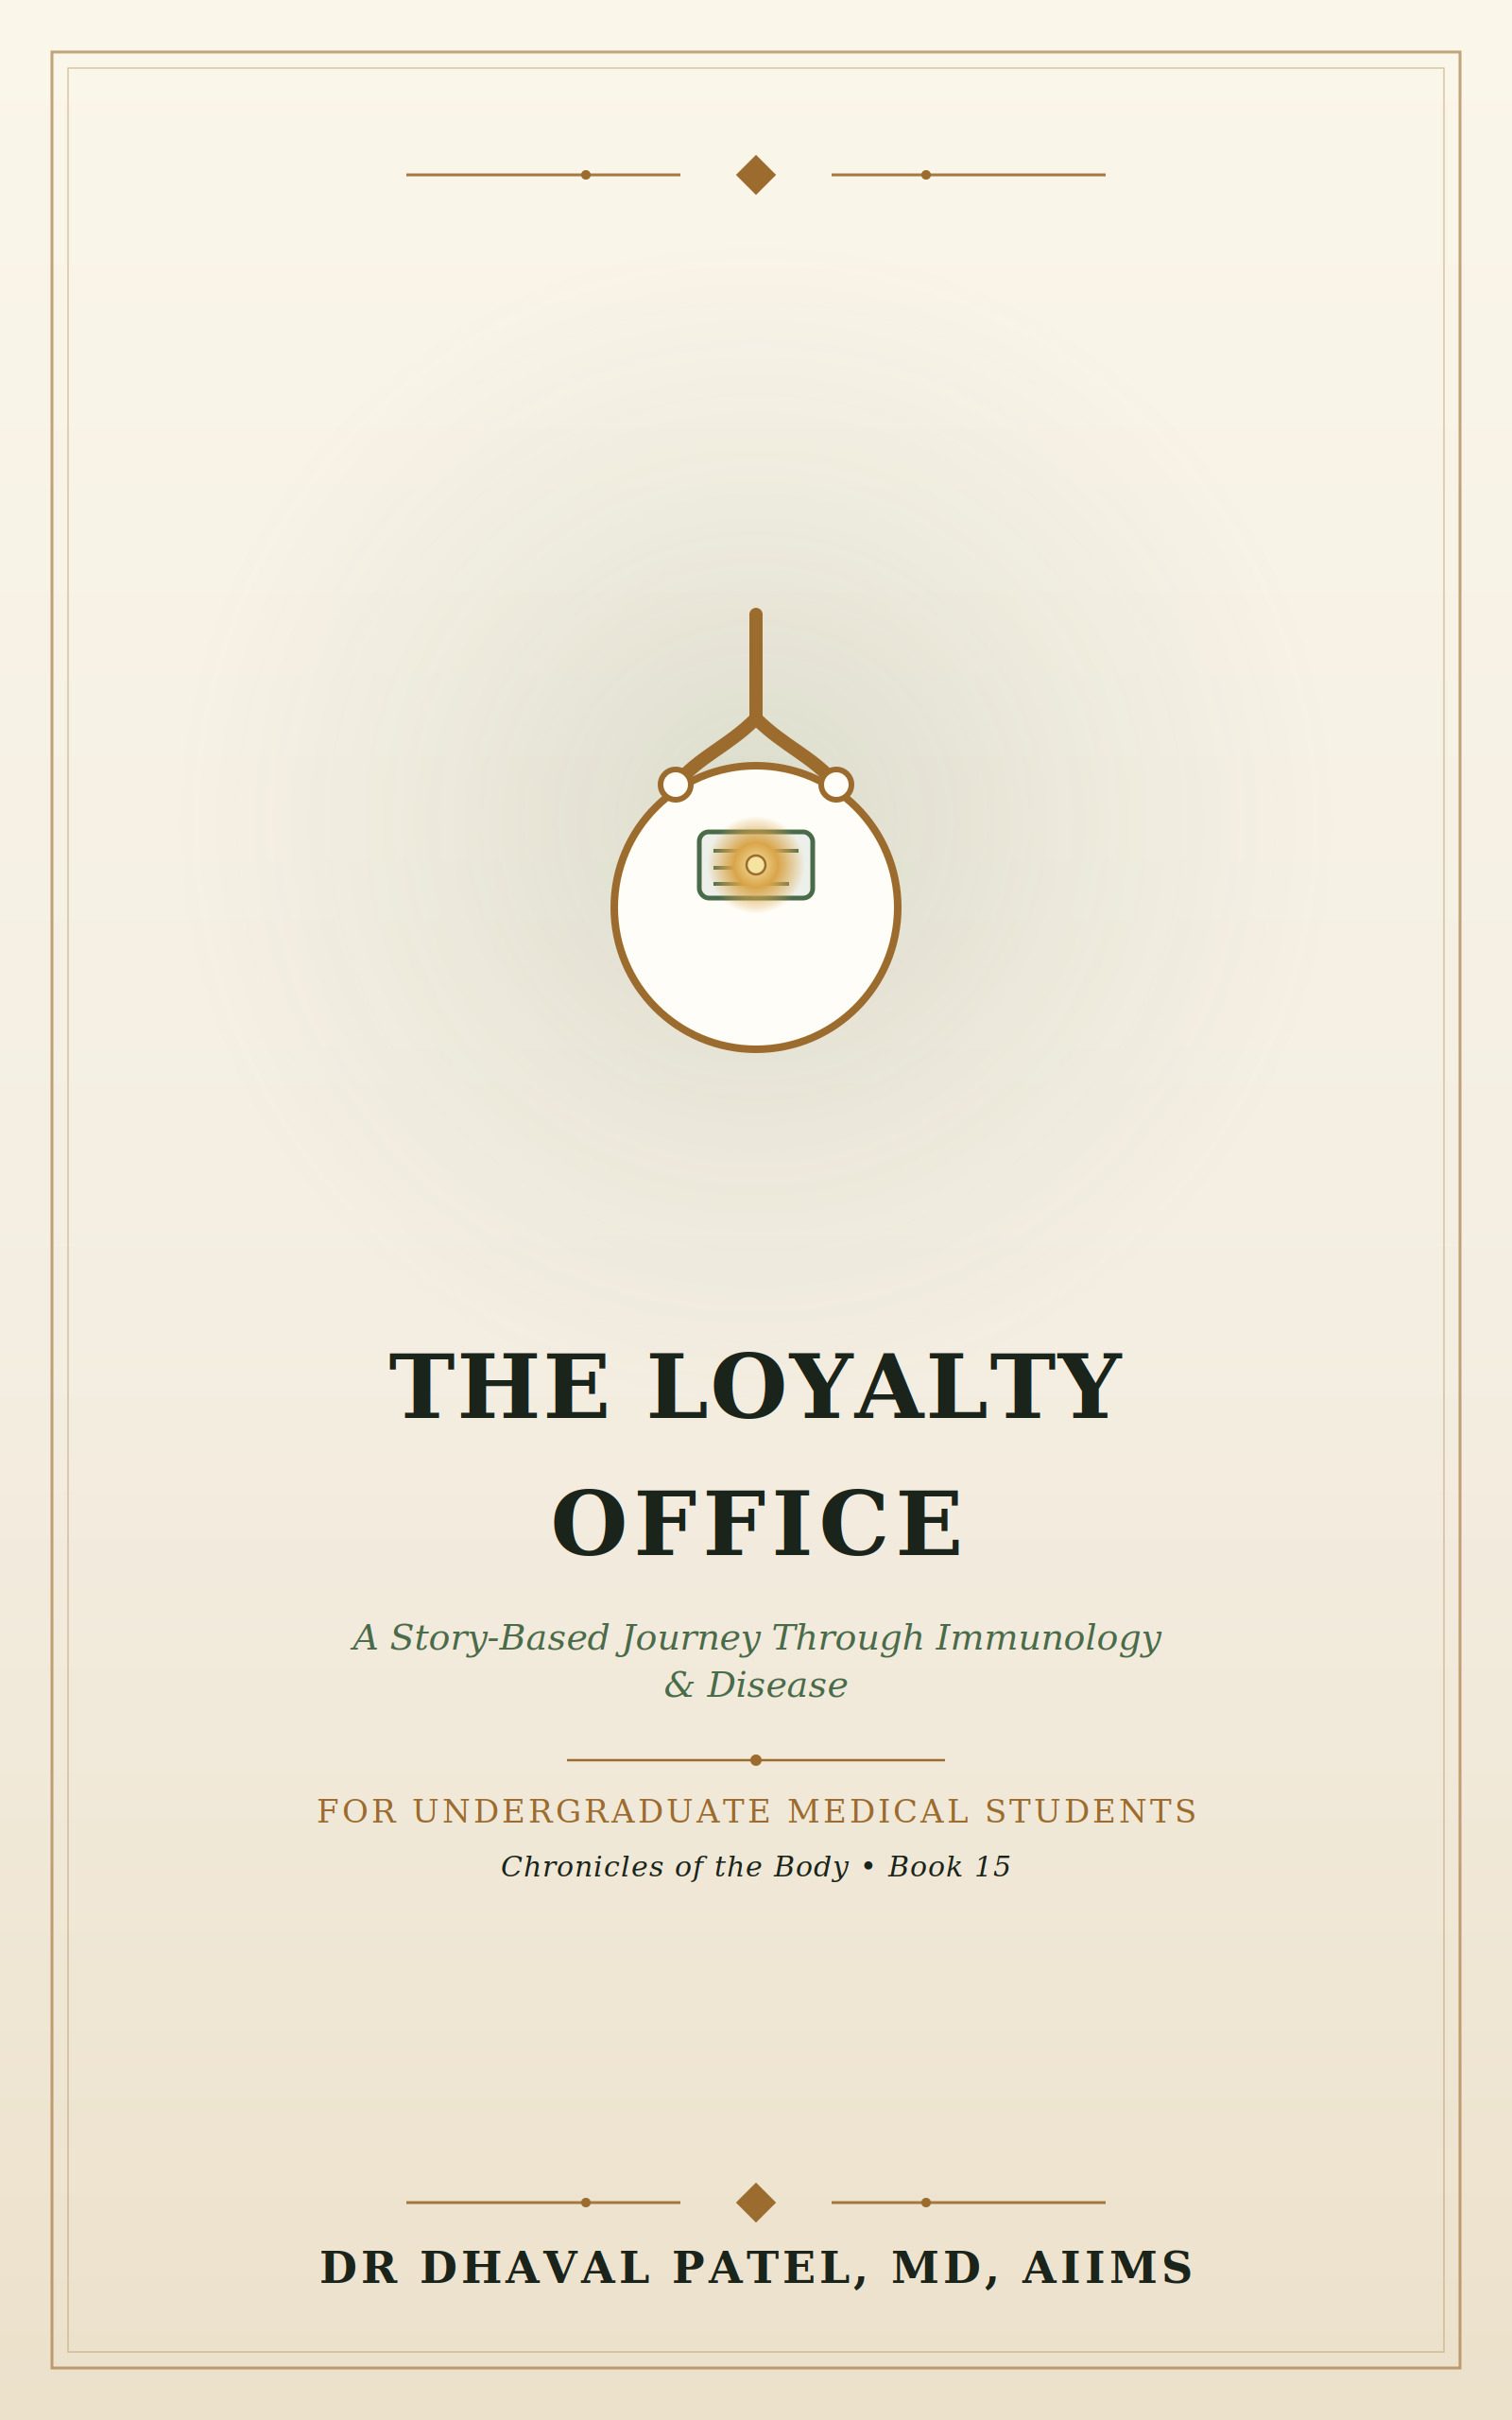 THE LOYALTY
OFFICE
A Story-Based Journey Through Immunology
& Disease
FOR UNDERGRADUATE MEDICAL STUDENTS
Chronicles of the Body • Book 15
DR DHAVAL PATEL, MD, AIIMS